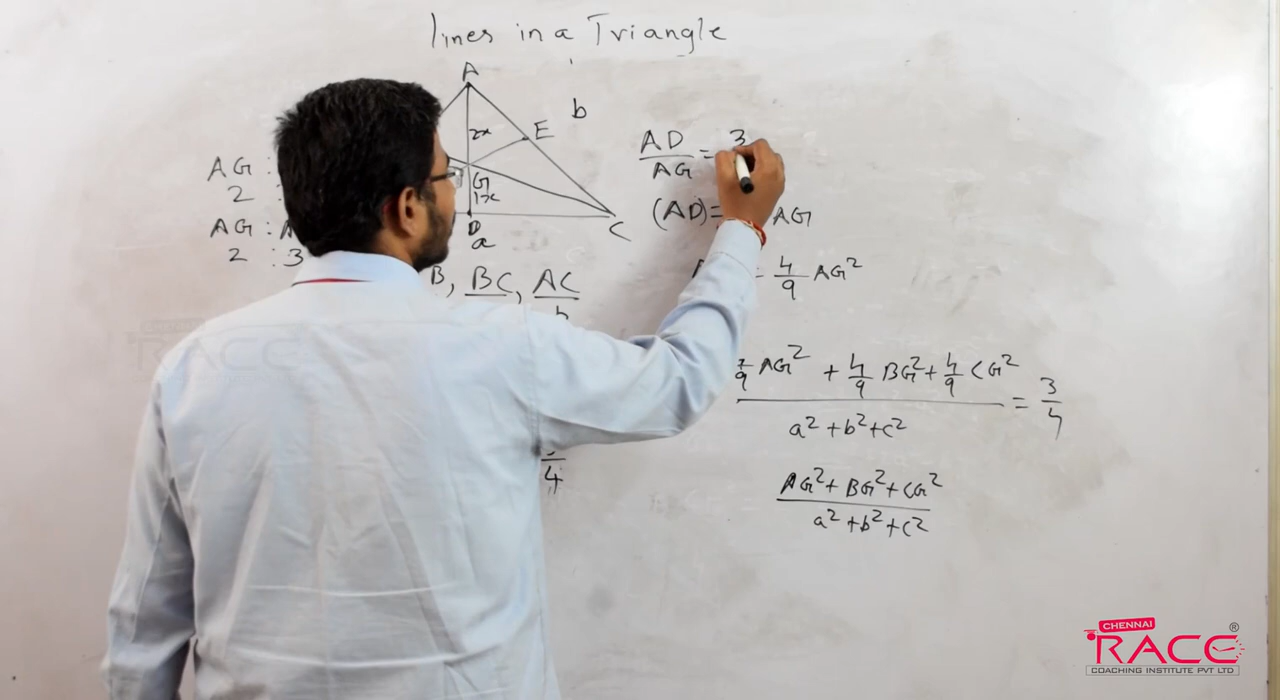 lines in a Triangle
A
b
2x
E
AD/AG = 3
AG :
2 :
G
1x
(AD)= AG
AG : A
2 : 3
D
C
a
B, BC, AC/b
= 4/9 AG²
RACE
4/9 AG² + 4/9 BG² + 4/9 CG² / a² + b² + c² = 3/4
4
AG² + BG² + CG² / a² + b² + c²
CHENNAI
RACE ®
COACHING INSTITUTE PVT LTD